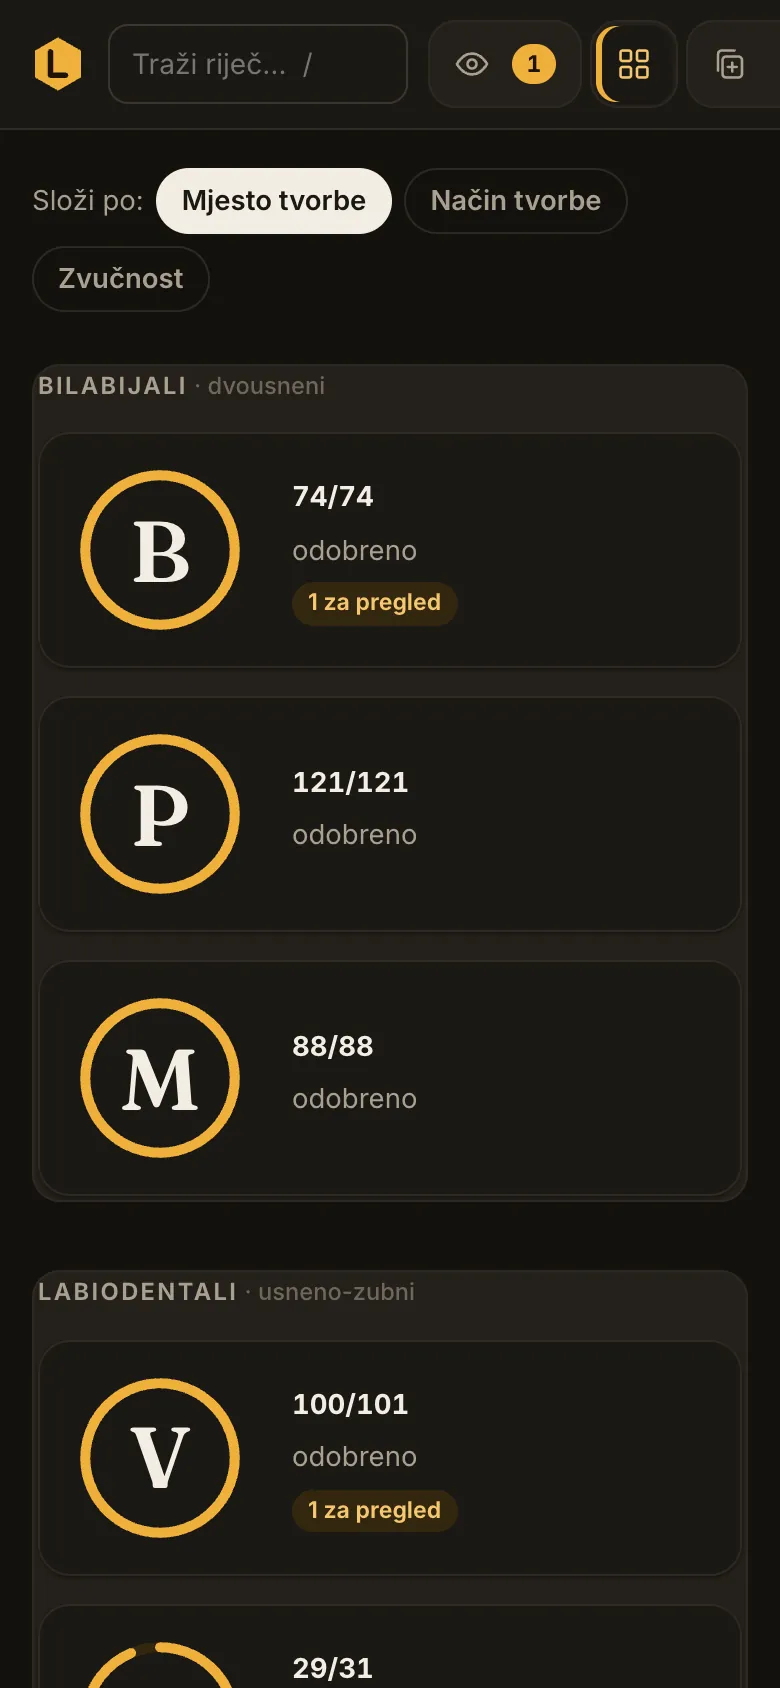 L Traži riječ... / 1
Složi po: Mjesto tvorbe Način tvorbe
Zvučnost
BILABIJALI · dvousneni
B
74/74
odobreno
1 za pregled
P
121/121
odobreno
M
88/88
odobreno
LABIODENTALI · usneno-zubni
V
100/101
odobreno
1 za pregled
29/31